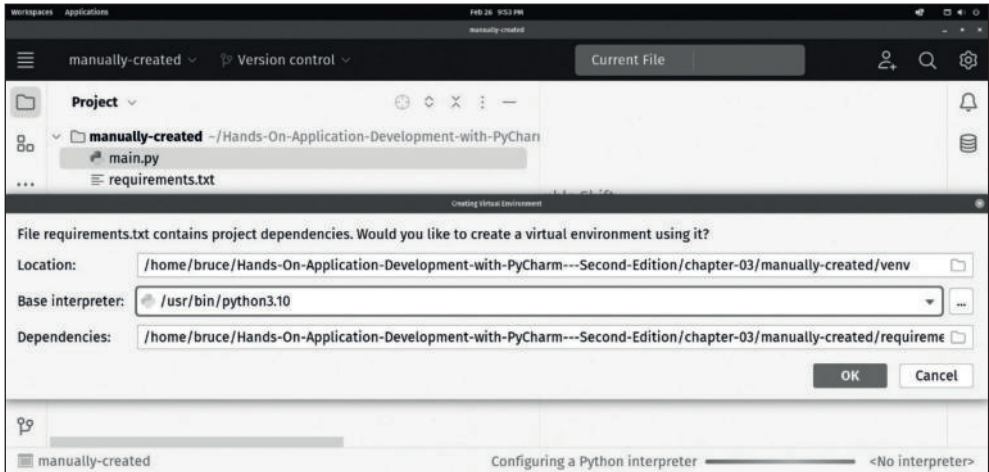 Workspaces Applications Feb 26 9:53 PM
manually-created
manually-created Version control Current File
Project
manually-created ~/Hands-On-Application-Development-with-PyCharm
main.py
requirements.txt
Creating Virtual Environment
File requirements.txt contains project dependencies. Would you like to create a virtual environment using it?
Location: /home/bruce/Hands-On-Application-Development-with-PyCharm---Second-Edition/chapter-03/manually-created/venv
Base interpreter: /usr/bin/python3.10 ...
Dependencies: /home/bruce/Hands-On-Application-Development-with-PyCharm---Second-Edition/chapter-03/manually-created/requireme
OK Cancel
manually-created Configuring a Python interpreter <No interpreter>